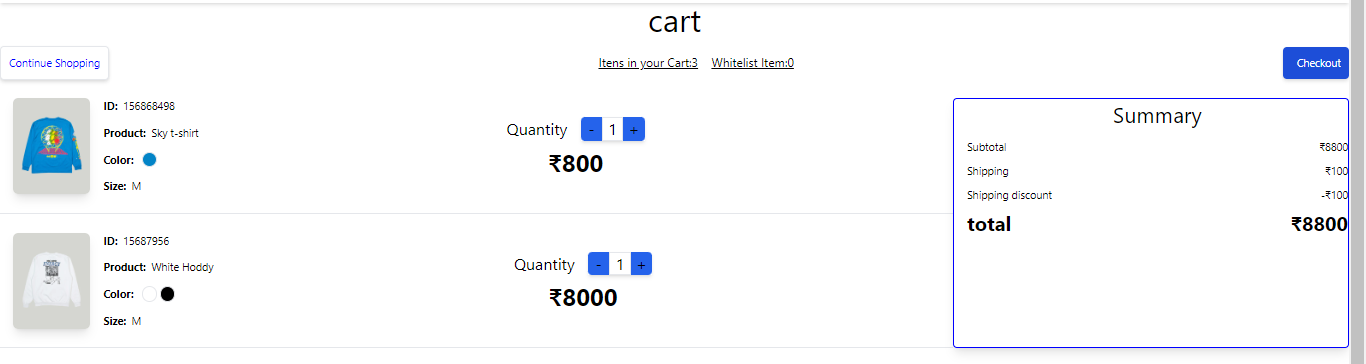 cart
Continue Shopping
Itens in your Cart:3 Whitelist Item:0
Checkout
ID: 156868498
Product: Sky t-shirt
Color:
Size: M
Quantity - 1 +
₹800
ID: 15687956
Product: White Hoddy
Color:
Size: M
Quantity - 1 +
₹8000
Summary
Subtotal ₹8800
Shipping ₹100
Shipping discount -₹100
total ₹8800